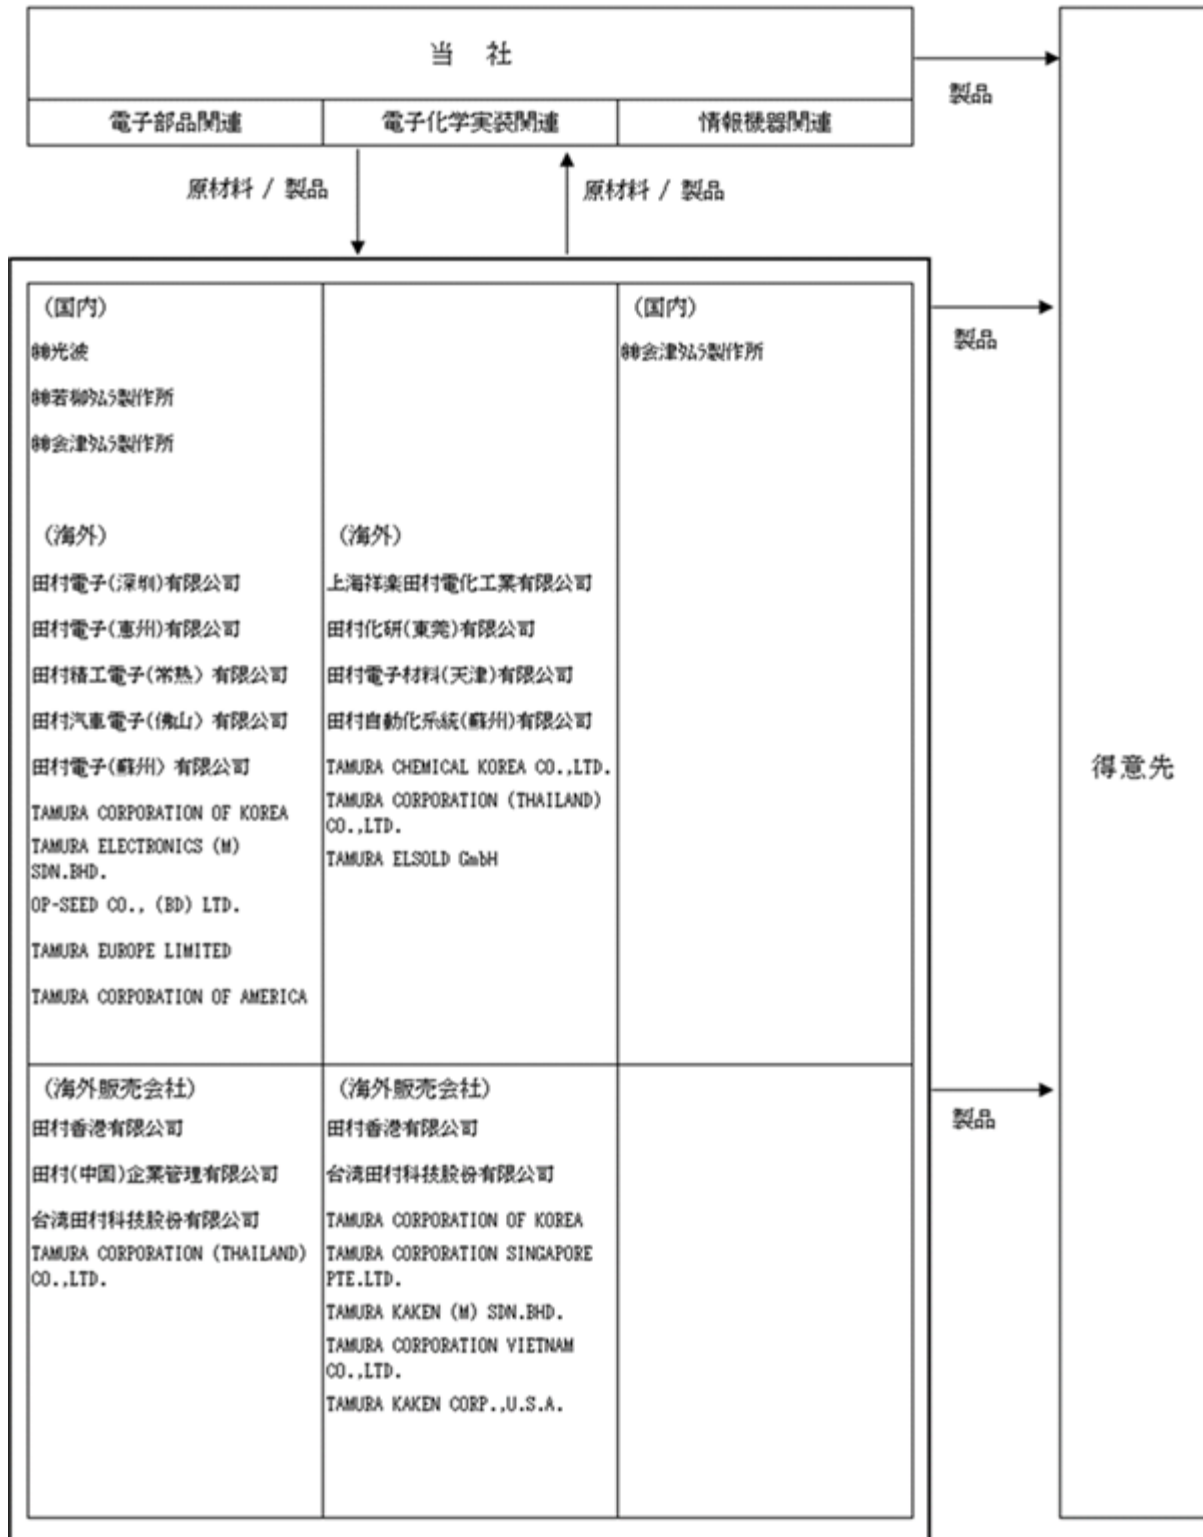 当 社
電子部品関連
電子化学実装関連
情報機器関連
製品
原材料 / 製品
原材料 / 製品
(国内)
㈱光波
㈱若柳タムラ製作所
㈱会津タムラ製作所
(国内)
㈱会津タムラ製作所
製品
(海外)
田村電子(深圳)有限公司
田村電子(惠州)有限公司
田村精工電子(常熟) 有限公司
田村汽車電子(佛山) 有限公司
田村電子(蘇州) 有限公司
TAMURA CORPORATION OF KOREA
TAMURA ELECTRONICS (M)
SDN.BHD.
OP-SEED CO., (BD) LTD.
TAMURA EUROPE LIMITED
TAMURA CORPORATION OF AMERICA
(海外)
上海祥楽田村電化工業有限公司
田村化研(東莞)有限公司
田村電子材料(天津)有限公司
田村自動化系統(蘇州)有限公司
TAMURA CHEMICAL KOREA CO.,LTD.
TAMURA CORPORATION (THAILAND)
CO.,LTD.
TAMURA ELSOLD GmbH
得意先
(海外販売会社)
田村香港有限公司
田村(中国)企業管理有限公司
台湾田村科技股份有限公司
TAMURA CORPORATION (THAILAND)
CO.,LTD.
(海外販売会社)
田村香港有限公司
台湾田村科技股份有限公司
TAMURA CORPORATION OF KOREA
TAMURA CORPORATION SINGAPORE
PTE.LTD.
TAMURA KAKEN (M) SDN.BHD.
TAMURA CORPORATION VIETNAM
CO.,LTD.
TAMURA KAKEN CORP.,U.S.A.
製品